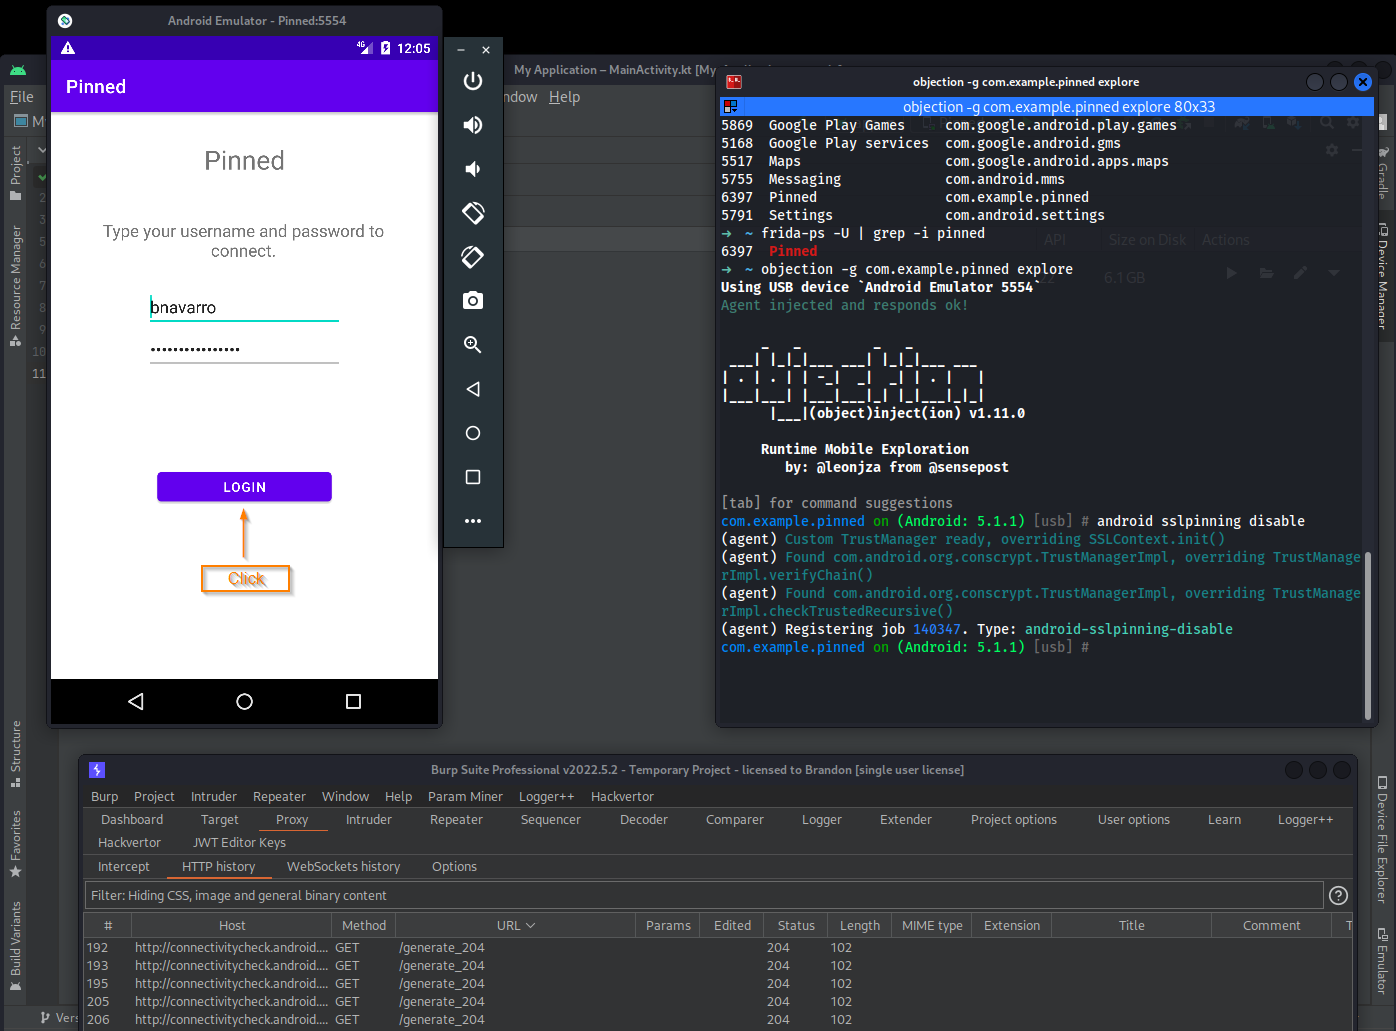 Android Emulator - Pinned:5554
4G 12:05
Pinned
Pinned
Type your username and password to
connect.
bnavarro
••••••••••••••••
LOGIN
Click
My Application – MainActivity.kt [My
File
Help
Project
Resource Manager
Structure
Favorites
Build Variants
2
3
5
6
7
8
9
10
11
Gradle
Device Manager
Device File Explorer
Emulator
API Size on Disk Actions
6.1 GB
objection -g com.example.pinned explore
objection -g com.example.pinned explore 80x33
5869 Google Play Games com.google.android.play.games
5168 Google Play services com.google.android.gms
5517 Maps com.google.android.apps.maps
5755 Messaging com.android.mms
6397 Pinned com.example.pinned
5791 Settings com.android.settings
→ ~ frida-ps -U | grep -i pinned
6397 Pinned
→ ~ objection -g com.example.pinned explore
Using USB device `Android Emulator 5554`
Agent injected and responds ok!
objection
|___|(object)inject(ion) v1.11.0
Runtime Mobile Exploration
by: @leonjza from @sensepost
[tab] for command suggestions
com.example.pinned on (Android: 5.1.1) [usb] # android sslpinning disable
(agent) Custom TrustManager ready, overriding SSLContext.init()
(agent) Found com.android.org.conscrypt.TrustManagerImpl, overriding TrustManage
rImpl.verifyChain()
(agent) Found com.android.org.conscrypt.TrustManagerImpl, overriding TrustManage
rImpl.checkTrustedRecursive()
(agent) Registering job 140347. Type: android-sslpinning-disable
com.example.pinned on (Android: 5.1.1) [usb] #
Burp Suite Professional v2022.5.2 - Temporary Project - licensed to Brandon [single user license]
Burp Project Intruder Repeater Window Help Param Miner Logger++ Hackvertor
Dashboard Target Proxy Intruder Repeater Sequencer Decoder Comparer Logger Extender Project options User options Learn Logger++
Hackvertor JWT Editor Keys
Intercept HTTP history WebSockets history Options
Filter: Hiding CSS, image and general binary content
# Host Method URL Params Edited Status Length MIME type Extension Title Comment T
192 http://connectivitycheck.android.... GET /generate_204 204 102
193 http://connectivitycheck.android.... GET /generate_204 204 102
195 http://connectivitycheck.android.... GET /generate_204 204 102
205 http://connectivitycheck.android.... GET /generate_204 204 102
206 http://connectivitycheck.android.... GET /generate_204 204 102